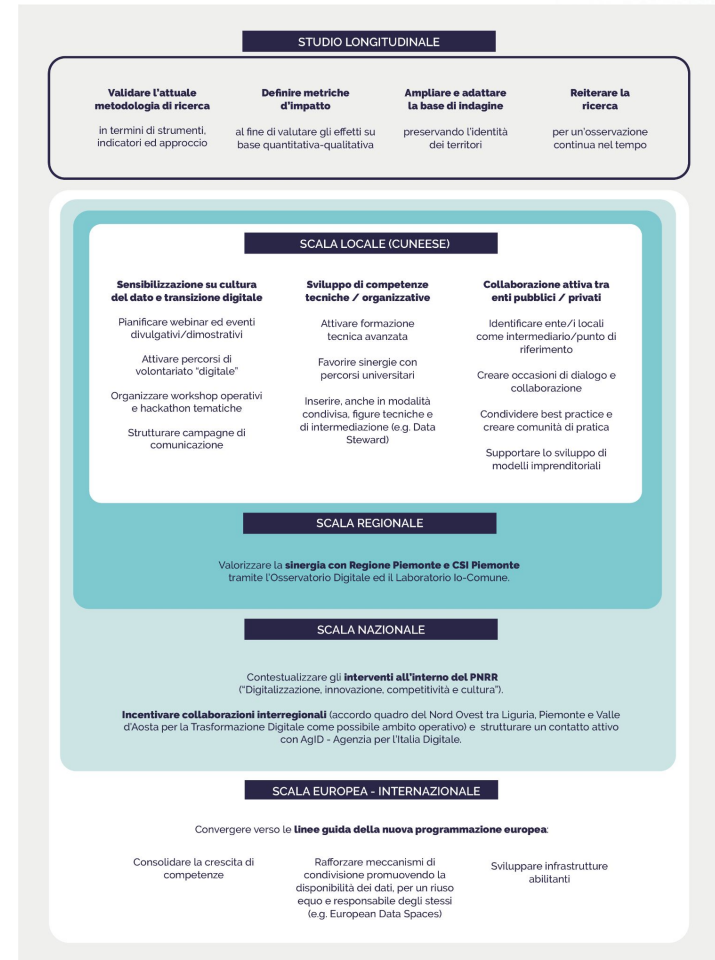 STUDIO LONGITUDINALE
Validare l'attuale
metodologia di ricerca
in termini di strumenti,
indicatori ed approccio
Definire metriche
d'impatto
al fine di valutare gli effetti su
base quantitativa-qualitativa
Ampliare e adattare
la base di indagine
preservando l'identità
dei territori
Reiterare la
ricerca
per un'osservazione
continua nel tempo
SCALA LOCALE (CUNEESE)
Sensibilizzazione su cultura
del dato e transizione digitale
Pianificare webinar ed eventi
divulgativi/dimostrativi
Attivare percorsi di
volontariato "digitale"
Organizzare workshop operativi
e hackathon tematiche
Strutturare campagne di
comunicazione
Sviluppo di competenze
tecniche / organizzative
Attivare formazione
tecnica avanzata
Favorire sinergie con
percorsi universitari
Inserire, anche in modalità
condivisa, figure tecniche e
di intermediazione (e.g. Data
Steward)
Collaborazione attiva tra
enti pubblici / privati
Identificare ente/i locali
come intermediario/punto di
riferimento
Creare occasioni di dialogo e
collaborazione
Condividere best practice e
creare comunità di pratica
Supportare lo sviluppo di
modelli imprenditoriali
SCALA REGIONALE
Valorizzare la sinergia con Regione Piemonte e CSI Piemonte
tramite l'Osservatorio Digitale ed il Laboratorio Io-Comune.
SCALA NAZIONALE
Contestualizzare gli interventi all'interno del PNRR
("Digitalizzazione, innovazione, competitività e cultura").
Incentivare collaborazioni interregionali (accordo quadro del Nord Ovest tra Liguria, Piemonte e Valle
d'Aosta per la Trasformazione Digitale come possibile ambito operativo) e strutturare un contatto attivo
con AgID - Agenzia per l'Italia Digitale.
SCALA EUROPEA - INTERNAZIONALE
Convergere verso le linee guida della nuova programmazione europea:
Consolidare la crescita di
competenze
Rafforzare meccanismi di
condivisione promuovendo la
disponibilità dei dati, per un riuso
equo e responsabile degli stessi
(e.g. European Data Spaces)
Sviluppare infrastrutture
abilitanti